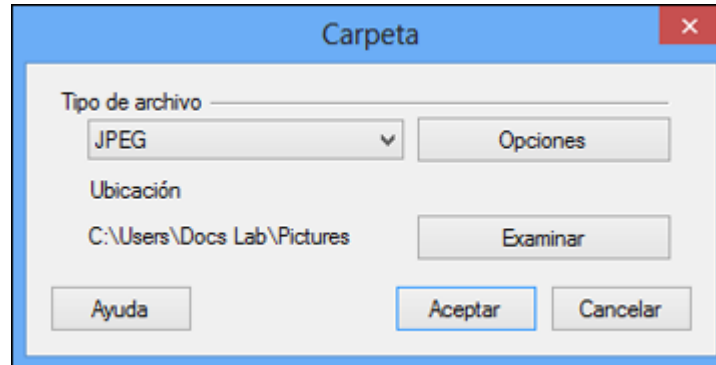 Carpeta
Tipo de archivo
JPEG
Opciones
Ubicación
C:\Users\Docs Lab\Pictures
Examinar
Ayuda
Aceptar
Cancelar